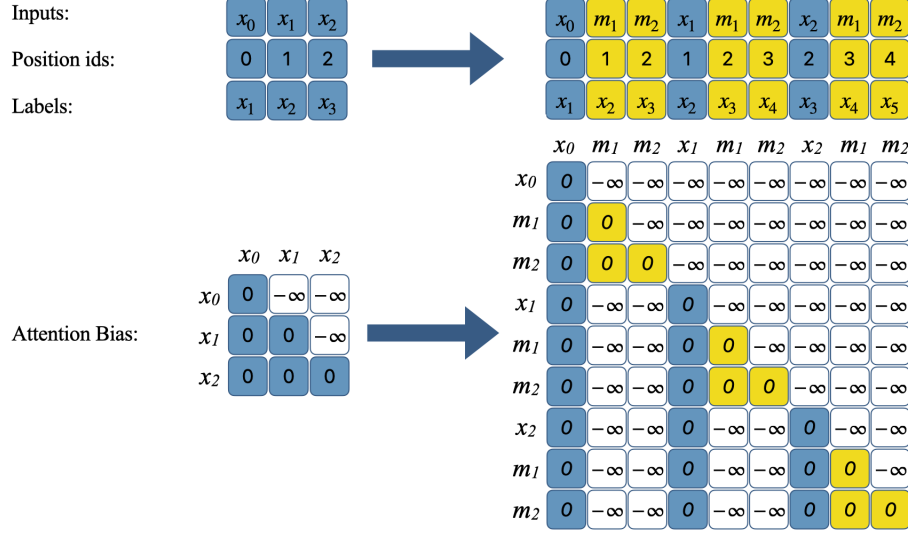 Inputs: x₀ x₁ x₂ x₀ m₁ m₂ x₁ m₁ m₂ x₂ m₁ m₂
Position ids: 0 1 2 0 1 2 1 2 3 2 3 4
Labels: x₁ x₂ x₃ x₁ x₂ x₃ x₂ x₃ x₄ x₃ x₄ x₅
x₀ m₁ m₂ x₁ m₁ m₂ x₂ m₁ m₂
x₀ 0 -∞ -∞ -∞ -∞ -∞ -∞ -∞ -∞
m₁ 0 0 -∞ -∞ -∞ -∞ -∞ -∞ -∞
m₂ 0 0 0 -∞ -∞ -∞ -∞ -∞ -∞
x₁ 0 -∞ -∞ 0 -∞ -∞ -∞ -∞ -∞
m₁ 0 -∞ -∞ 0 0 -∞ -∞ -∞ -∞
m₂ 0 -∞ -∞ 0 0 0 -∞ -∞ -∞
x₂ 0 -∞ -∞ 0 -∞ -∞ 0 -∞ -∞
m₁ 0 -∞ -∞ 0 -∞ -∞ 0 0 -∞
m₂ 0 -∞ -∞ 0 -∞ -∞ 0 0 0
Attention Bias:
x₀ x₁ x₂
x₀ 0 -∞ -∞
x₁ 0 0 -∞
x₂ 0 0 0